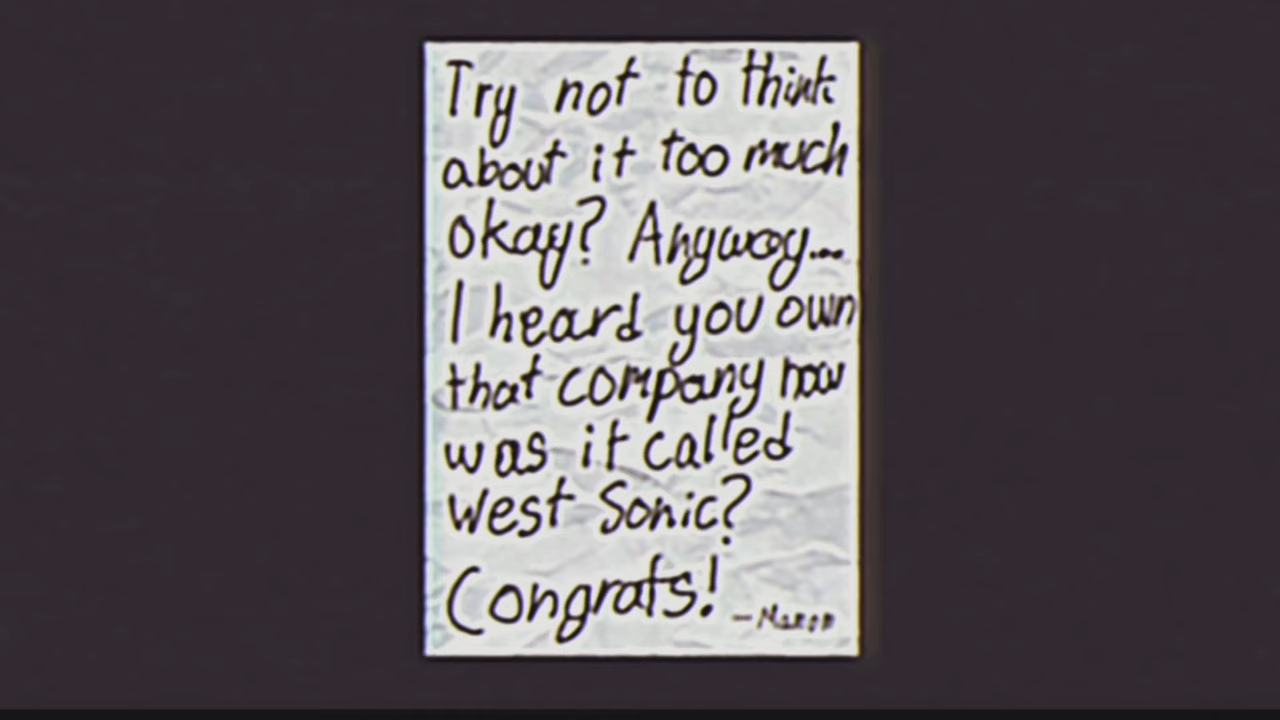 Try not to think
about it too much
okay? Anyway...
I heard you own
that company now
was it called
West Sonic?
Congrats!